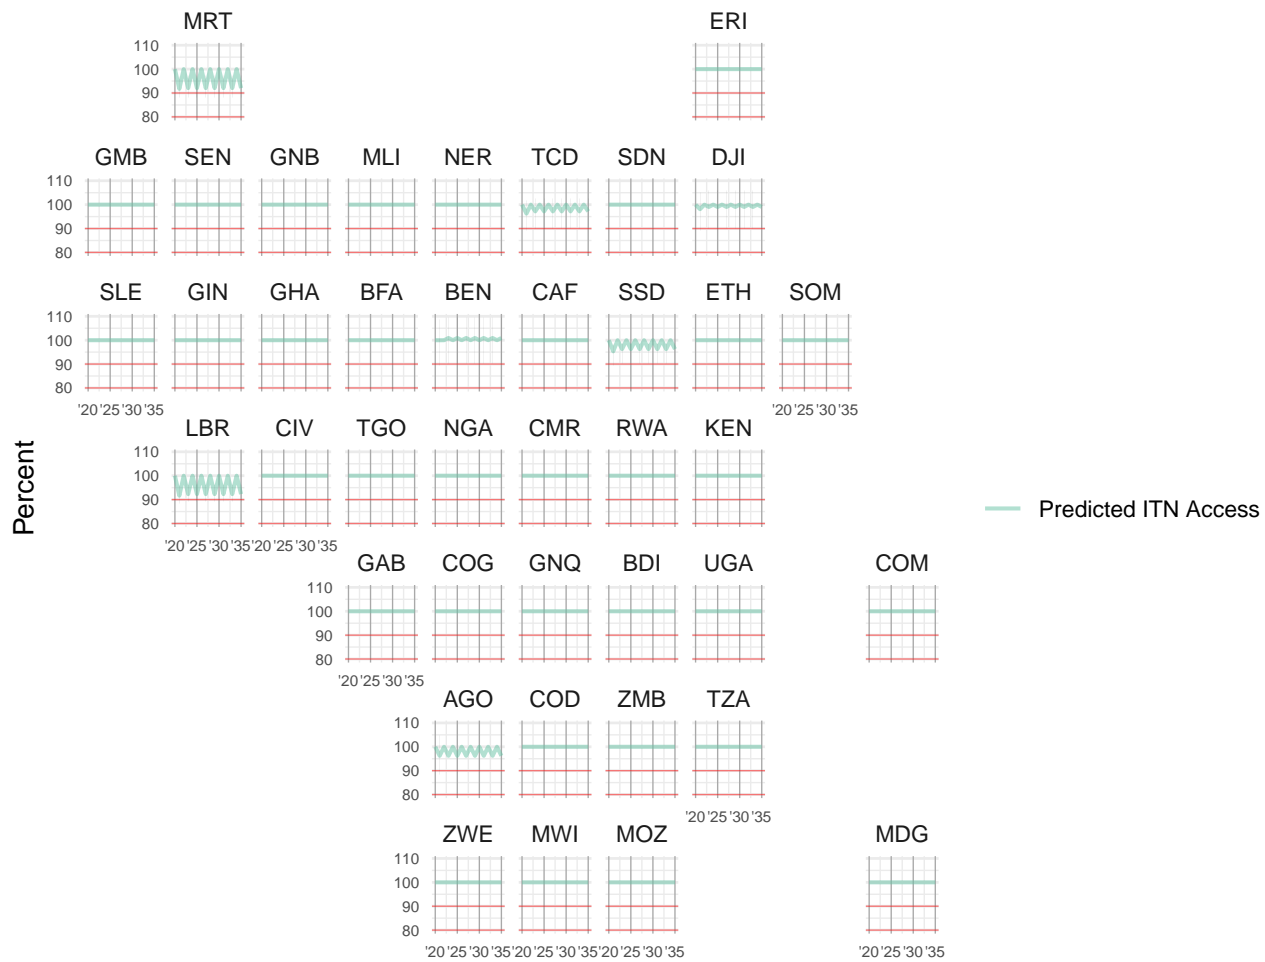 MRT ERI
110
100
90
80
GMB SEN GNB MLI NER TCD SDN DJI
110
100
90
80
SLE GIN GHA BFA BEN CAF SSD ETH SOM
110
100
90
80
'20 '25 '30 '35 '20 '25 '30 '35
LBR CIV TGO NGA CMR RWA KEN
110
100
90
80
'20 '25 '30 '35 '20 '25 '30 '35
Percent
Predicted ITN Access
GAB COG GNQ BDI UGA COM
110
100
90
80
'20 '25 '30 '35
AGO COD ZMB TZA
110
100
90
80
'20 '25 '30 '35
ZWE MWI MOZ MDG
110
100
90
80
'20 '25 '30 '35 '20 '25 '30 '35 '20 '25 '30 '35 '20 '25 '30 '35